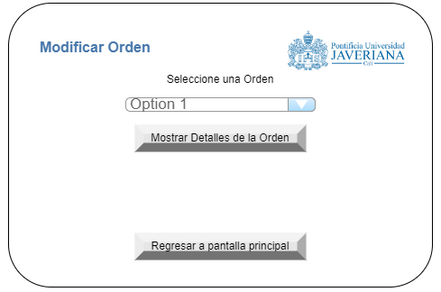 Modificar Orden
Pontificia Universidad
JAVERIANA
Cali
Seleccione una Orden
Option 1
Mostrar Detalles de la Orden
Regresar a pantalla principal